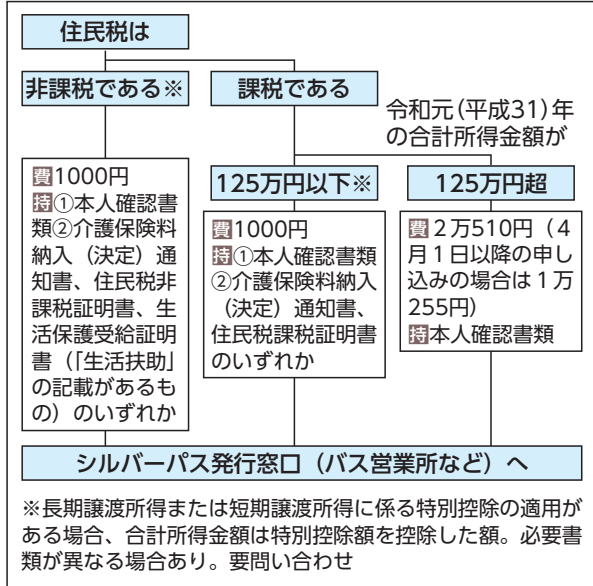 住民税は
非課税である※
課税である
令和元（平成31）年
の合計所得金額が
費1000円
持①本人確認書
類②介護保険料
納入（決定）通
知書、住民税非
課税証明書、生
活保護受給証明
書（「生活扶助」
の記載があるも
の）のいずれか
125万円以下※
費1000円
持①本人確認書類
②介護保険料納入
（決定）通知書、
住民税課税証明書
のいずれか
125万円超
費２万510円（４
月１日以降の申し
込みの場合は１万
255円）
持本人確認書類
シルバーパス発行窓口（バス営業所など）へ
※長期譲渡所得または短期譲渡所得に係る特別控除の適用が
ある場合、合計所得金額は特別控除額を控除した額。必要書
類が異なる場合あり。要問い合わせ